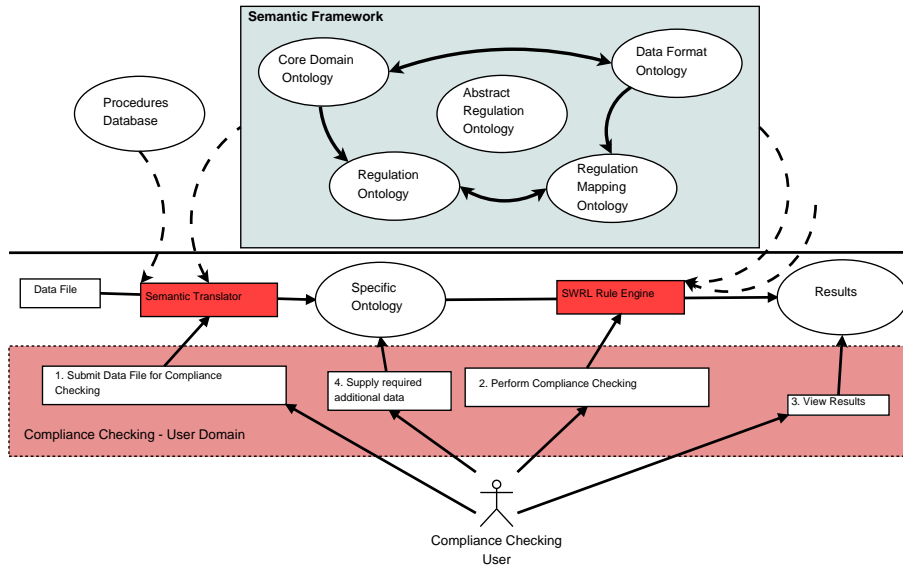 Semantic Framework
Core Domain
Ontology
Data Format
Ontology
Abstract
Regulation
Ontology
Procedures
Database
Regulation
Ontology
Regulation
Mapping
Ontology
Data File
Semantic Translator
Specific
Ontology
SWRL Rule Engine
Results
1. Submit Data File for Compliance
Checking
4. Supply required
additional data
2. Perform Compliance Checking
3. View Results
Compliance Checking - User Domain
Compliance Checking
User